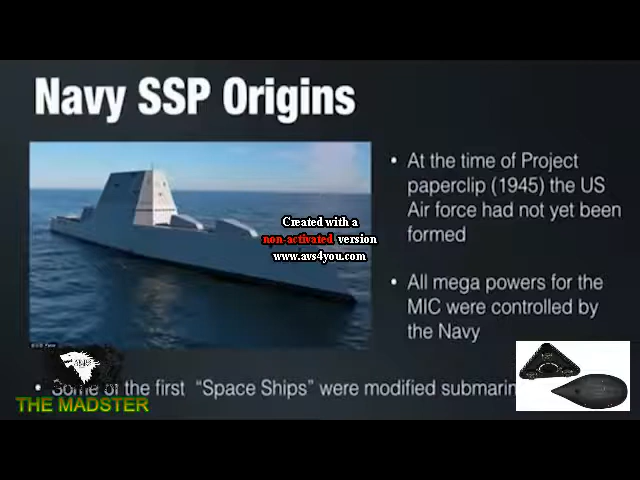 Navy SSP Origins
• At the time of Project
paperclip (1945) the US
Air force had not yet been
formed
• All mega powers for the
MIC were controlled by
the Navy
Created with a
non-activated version
www.avs4you.com
• Some of the first "Space Ships" were modified submarin
THE MADSTER